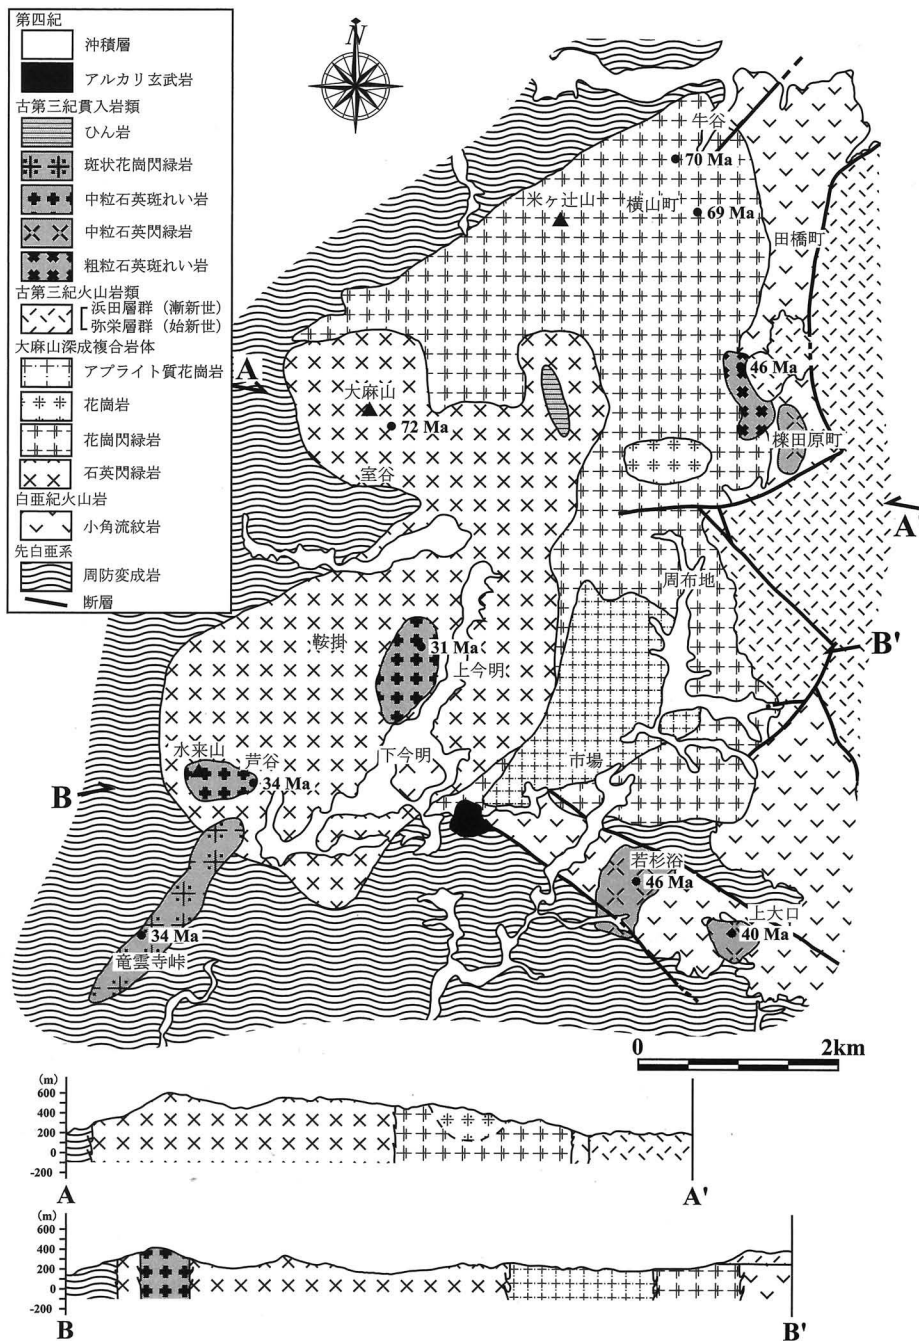 第四紀
沖積層
アルカリ玄武岩
古第三紀貫入岩類
ひん岩
斑状花崗閃緑岩
中粒石英斑れい岩
中粒石英閃緑岩
粗粒石英斑れい岩
古第三紀火山岩類
浜田層群（漸新世）
弥栄層群（始新世）
大麻山深成複合岩体
アプライト質花崗岩
花崗岩
花崗閃緑岩
石英閃緑岩
白亜紀火山岩
小角流紋岩
先白亜系
周防変成岩
断層
N
牛谷
70 Ma
米ヶ辻山
横山町
69 Ma
田橋町
A
46 Ma
大麻山
72 Ma
櫟田原町
室谷
A'
周布地
鞍掛
31 Ma
上今明
B'
水来山
芦谷
34 Ma
下今明
市場
B
若杉浴
46 Ma
上大口
40 Ma
34 Ma
竜雲寺峠
0 2km
(m)
600
400
200
0
-200
A A'
(m)
600
400
200
0
-200
B B'